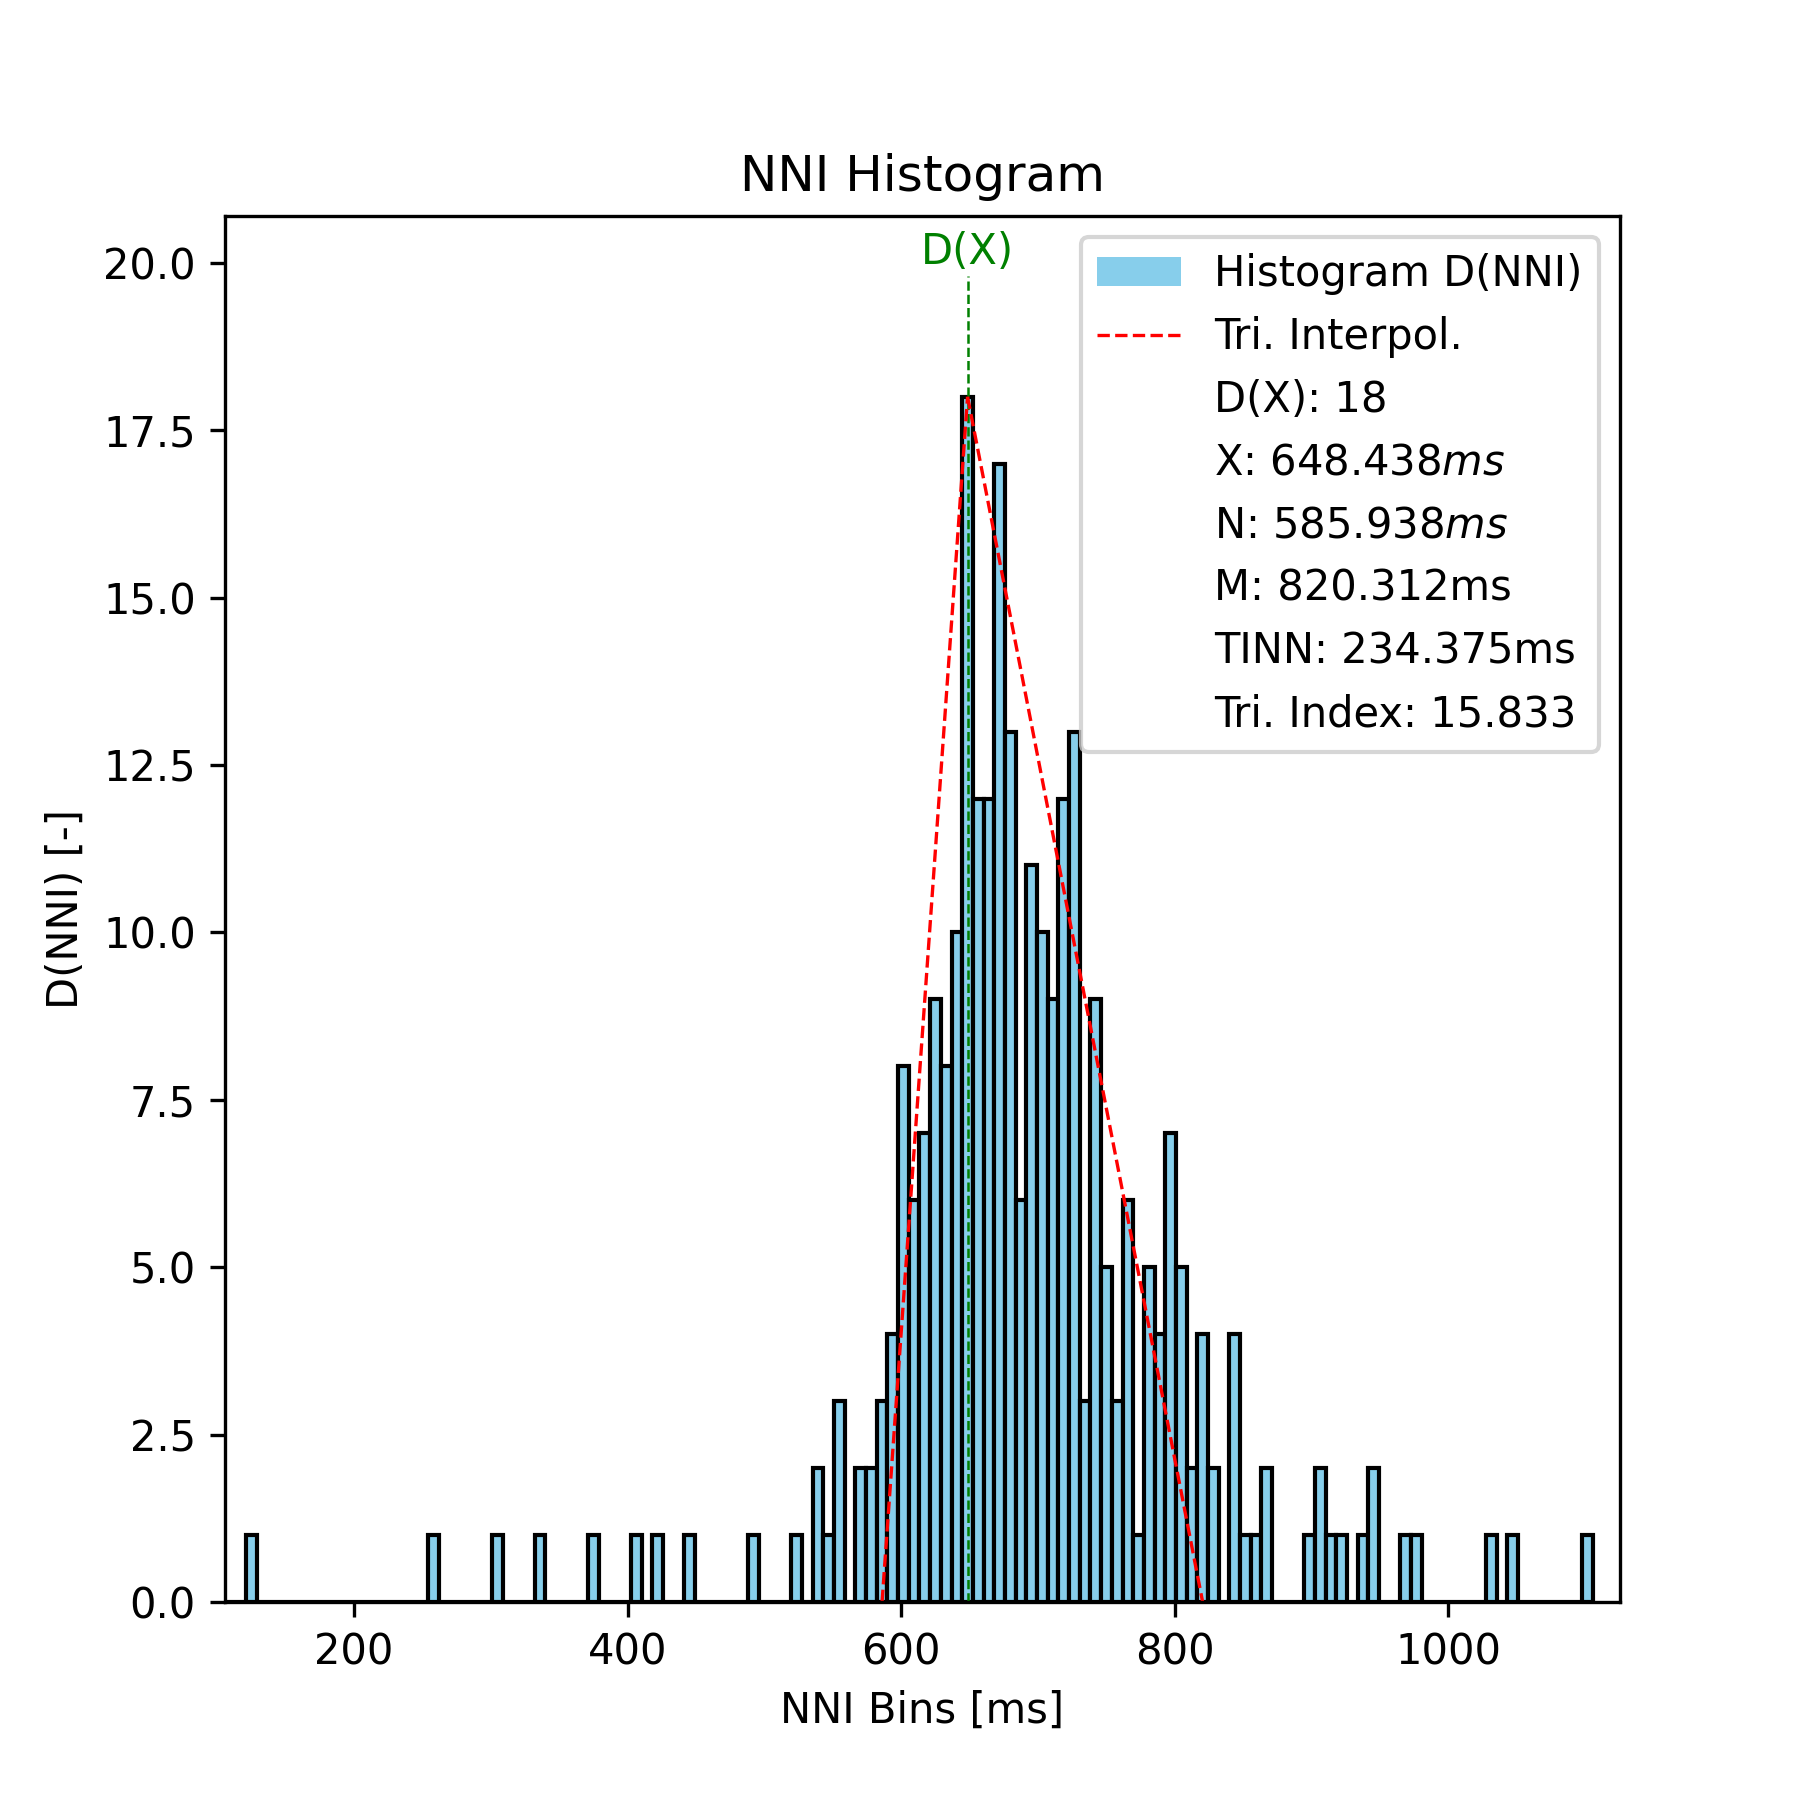 NNI Histogram
D(X)
Histogram D(NNI)
Tri. Interpol.
D(X): 18
X: 648.438ms
N: 585.938ms
M: 820.312ms
TINN: 234.375ms
Tri. Index: 15.833
20.0
17.5
15.0
12.5
10.0
7.5
5.0
2.5
0.0
D(NNI) [-]
200 400 600 800 1000
NNI Bins [ms]